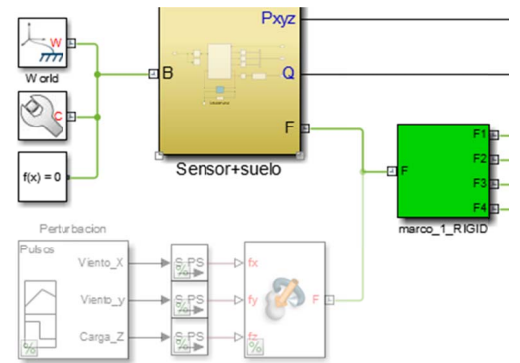 Pxyz
W
World
B
Q
C
F
F1
F2
F
F3
f(x) = 0
F4
Sensor+suelo
marco_1_RIGID
Perturbacion
Pulsos
Viento_X
S PS
fx
Viento_y
S PS
fy
F
Carga_Z
S PS
fz
%
%
%
%
%